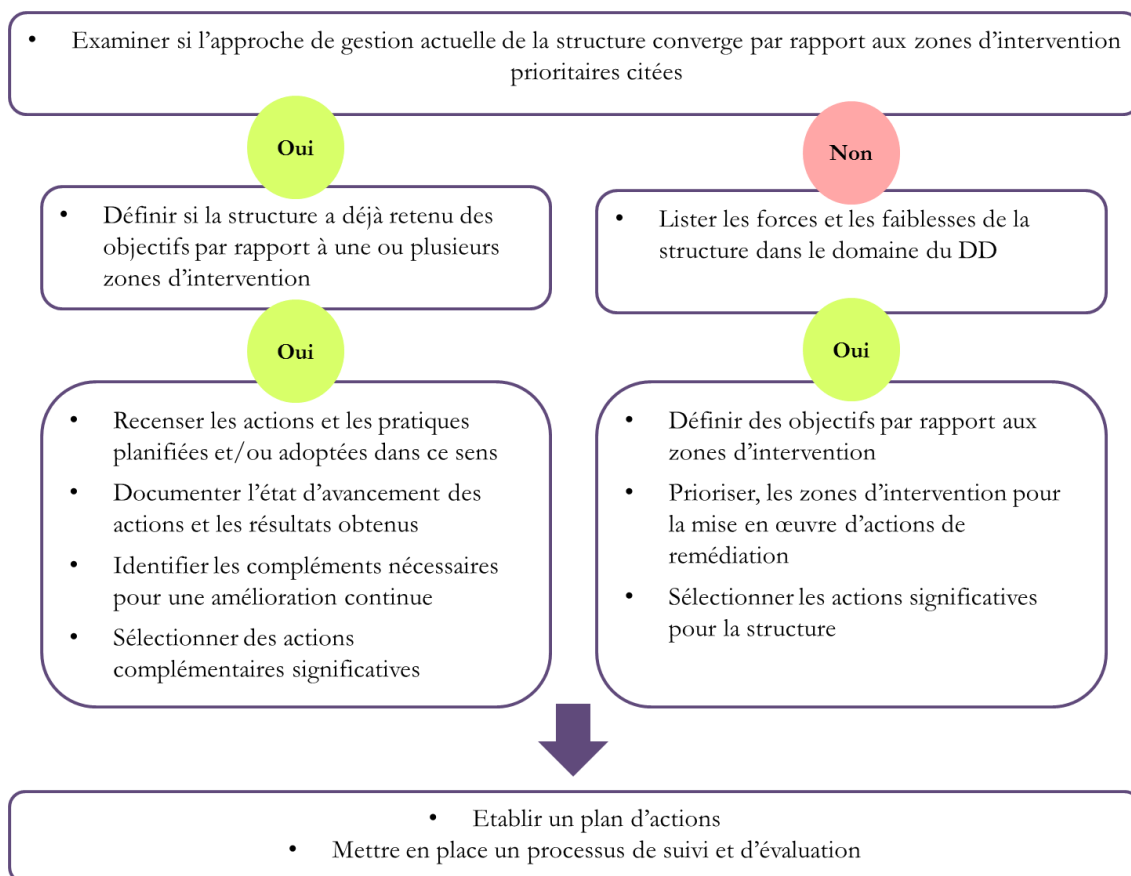 • Examiner si l’approche de gestion actuelle de la structure converge par rapport aux zones d’intervention
prioritaires citées
Oui
Non
• Définir si la structure a déjà retenu des
objectifs par rapport à une ou plusieurs
zones d’intervention
• Lister les forces et les faiblesses de la
structure dans le domaine du DD
Oui
Oui
• Recenser les actions et les pratiques
planifiées et/ou adoptées dans ce sens
• Documenter l’état d’avancement des
actions et les résultats obtenus
• Identifier les compléments nécessaires
pour une amélioration continue
• Sélectionner des actions
complémentaires significatives
• Définir des objectifs par rapport aux
zones d’intervention
• Prioriser, les zones d’intervention pour
la mise en œuvre d’actions de
remédiation
• Sélectionner les actions significatives
pour la structure
• Etablir un plan d’actions
• Mettre en place un processus de suivi et d’évaluation